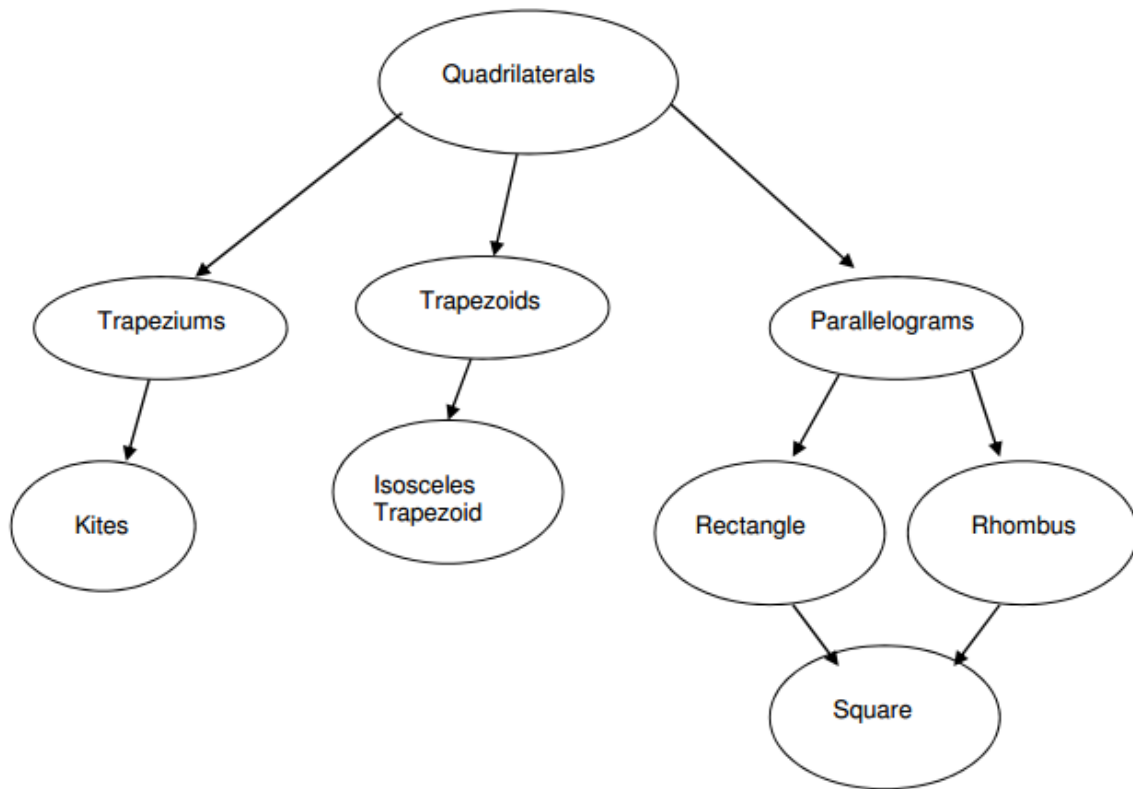 Quadrilaterals
Trapeziums
Trapezoids
Parallelograms
Kites
Isosceles
Trapezoid
Rectangle
Rhombus
Square